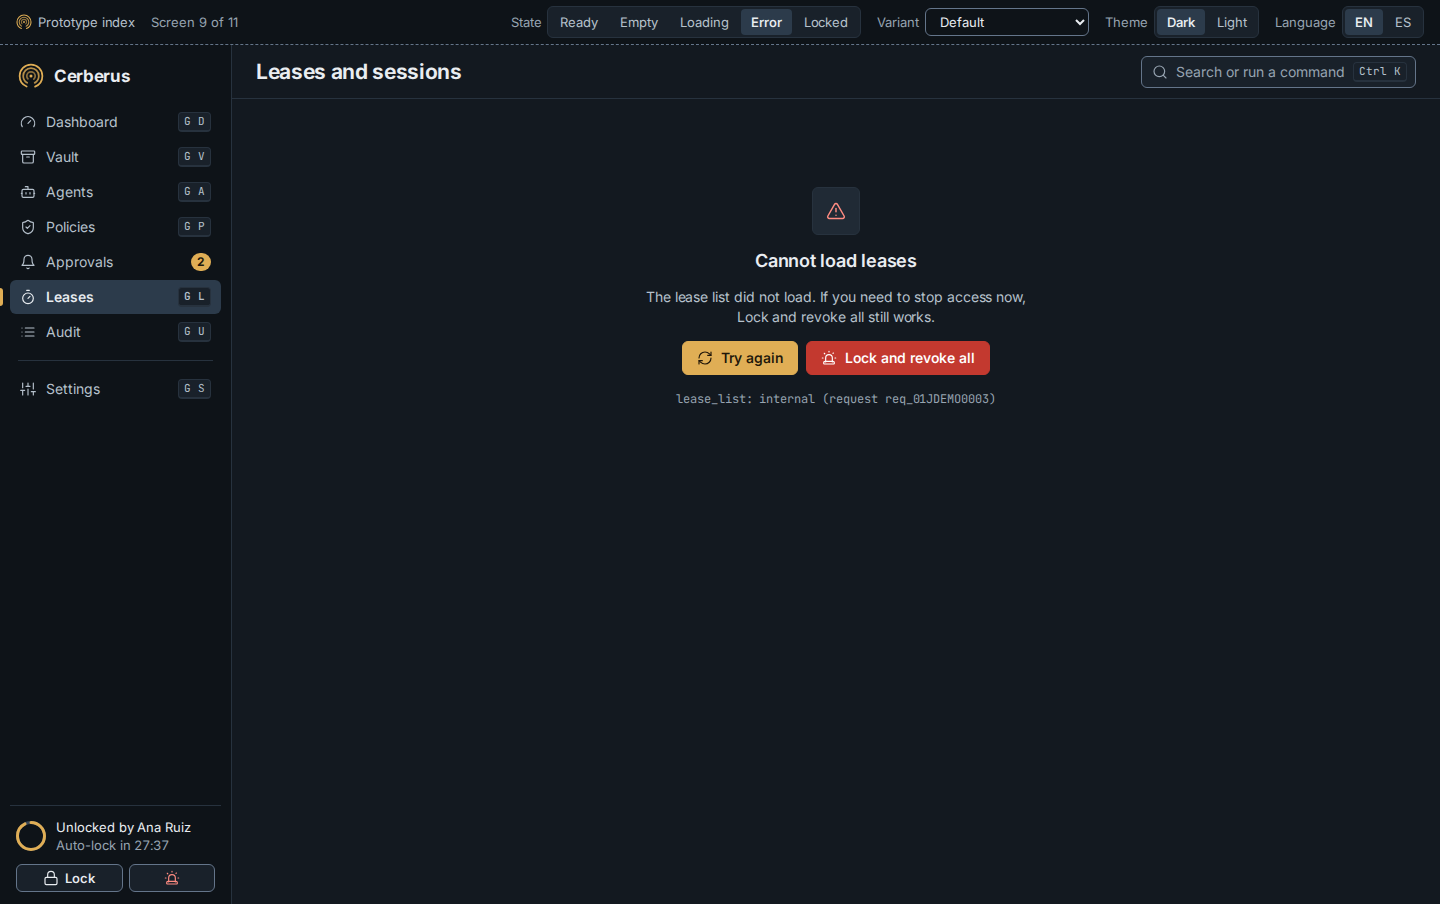 Prototype index
Screen 9 of 11
State
Ready
Empty
Loading
Error
Locked
Variant
Default
Theme
Dark
Light
Language
EN
ES
Cerberus
Leases and sessions
Search or run a command
Ctrl K
Dashboard
G D
Vault
G V
Agents
G A
Policies
G P
Approvals
2
Leases
G L
Audit
G U
Settings
G S
Cannot load leases
The lease list did not load. If you need to stop access now,
Lock and revoke all still works.
Try again
Lock and revoke all
lease_list: internal (request req_01JDEMO0003)
Unlocked by Ana Ruiz
Auto-lock in 27:37
Lock